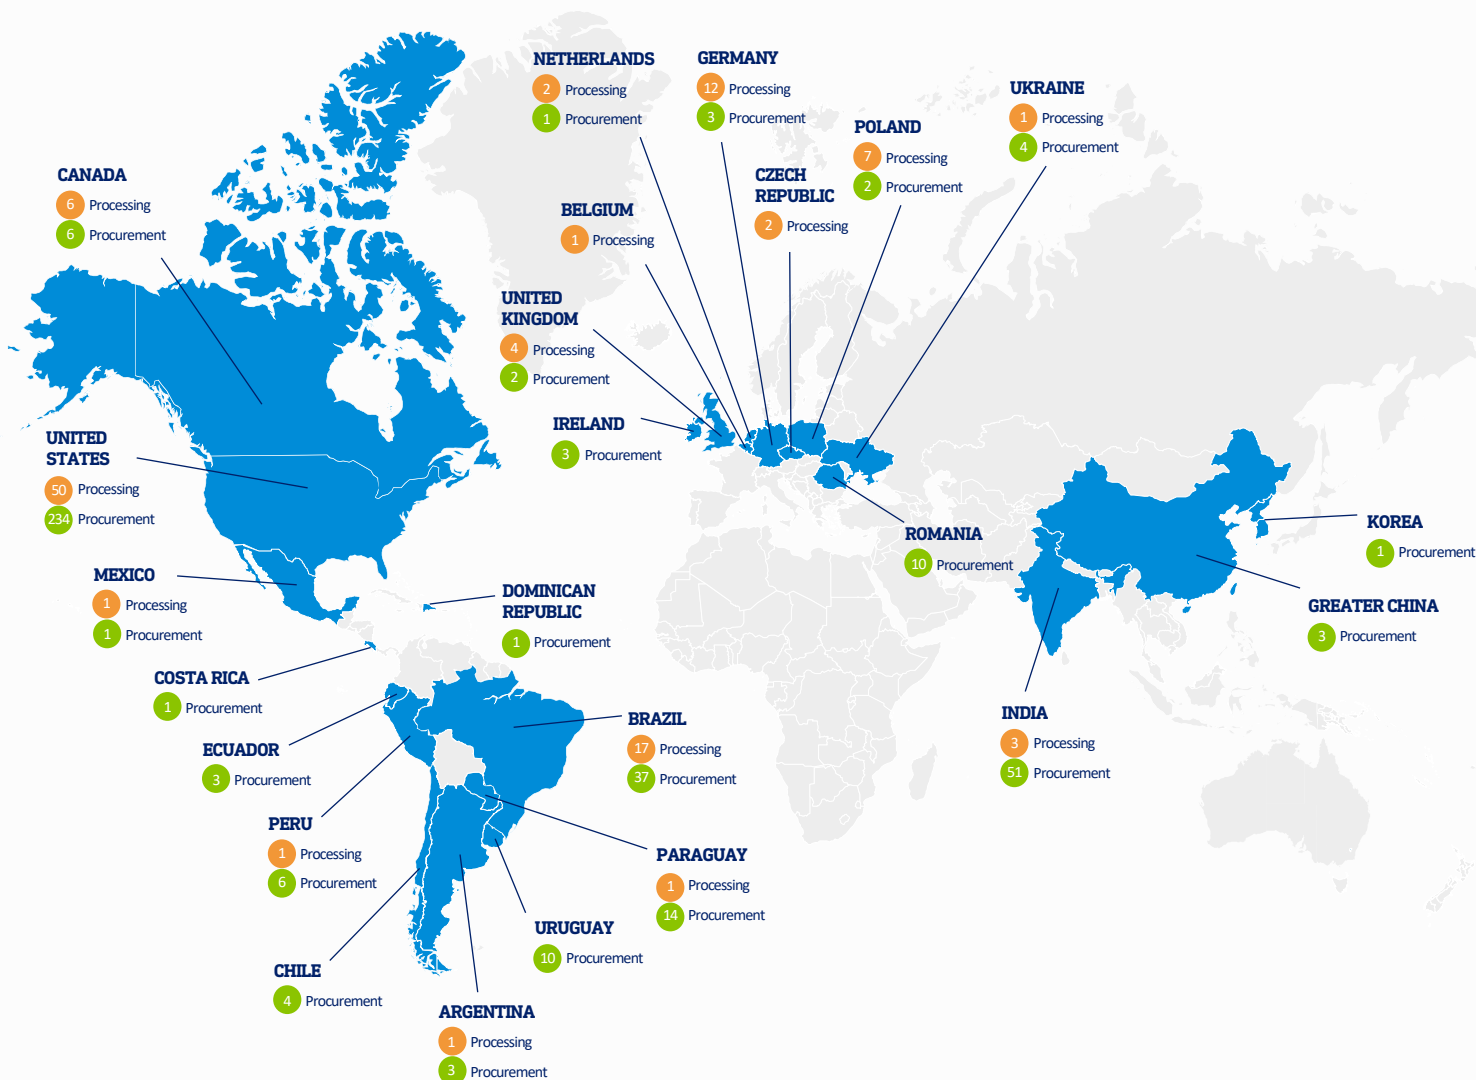 NETHERLANDS
2 Processing
1 Procurement
GERMANY
12 Processing
3 Procurement
UKRAINE
1 Processing
4 Procurement
POLAND
7 Processing
2 Procurement
CZECH
REPUBLIC
2 Processing
CANADA
6 Processing
6 Procurement
BELGIUM
1 Processing
UNITED
KINGDOM
4 Processing
2 Procurement
IRELAND
3 Procurement
UNITED
STATES
50 Processing
234 Procurement
ROMANIA
10 Procurement
KOREA
1 Procurement
MEXICO
1 Processing
1 Procurement
DOMINICAN
REPUBLIC
1 Procurement
GREATER CHINA
3 Procurement
COSTA RICA
1 Procurement
ECUADOR
3 Procurement
BRAZIL
17 Processing
37 Procurement
INDIA
3 Processing
51 Procurement
PERU
1 Processing
6 Procurement
PARAGUAY
1 Processing
14 Procurement
URUGUAY
10 Procurement
CHILE
4 Procurement
ARGENTINA
1 Processing
3 Procurement